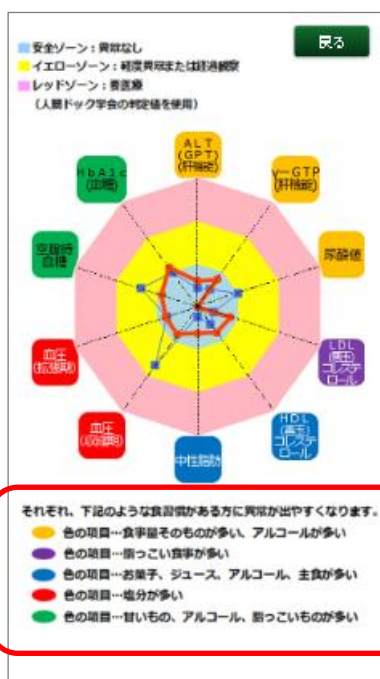 戻る
安全ゾーン：異常なし
イエローゾーン：軽度異常または経過観察
レッドゾーン：要医療
（人間ドック学会の判定値を使用）
ALT
(GPT)
(肝機能)
γーGTP
(肝機能)
尿酸値
LDL
(悪玉)
コレステ
ロール
HDL
(善玉)
コレステ
ロール
中性脂肪
血圧
(収縮期)
血圧
(拡張期)
空腹時
血糖
HbA1c
(血糖)
それぞれ、下記のような食習慣がある方に異常が出やすくなります。
色の項目…食事量そのものが多い、アルコールが多い
色の項目…脂っこい食事が多い
色の項目…お菓子、ジュース、アルコール、主食が多い
色の項目…塩分が多い
色の項目…甘いもの、アルコール、脂っこいものが多い